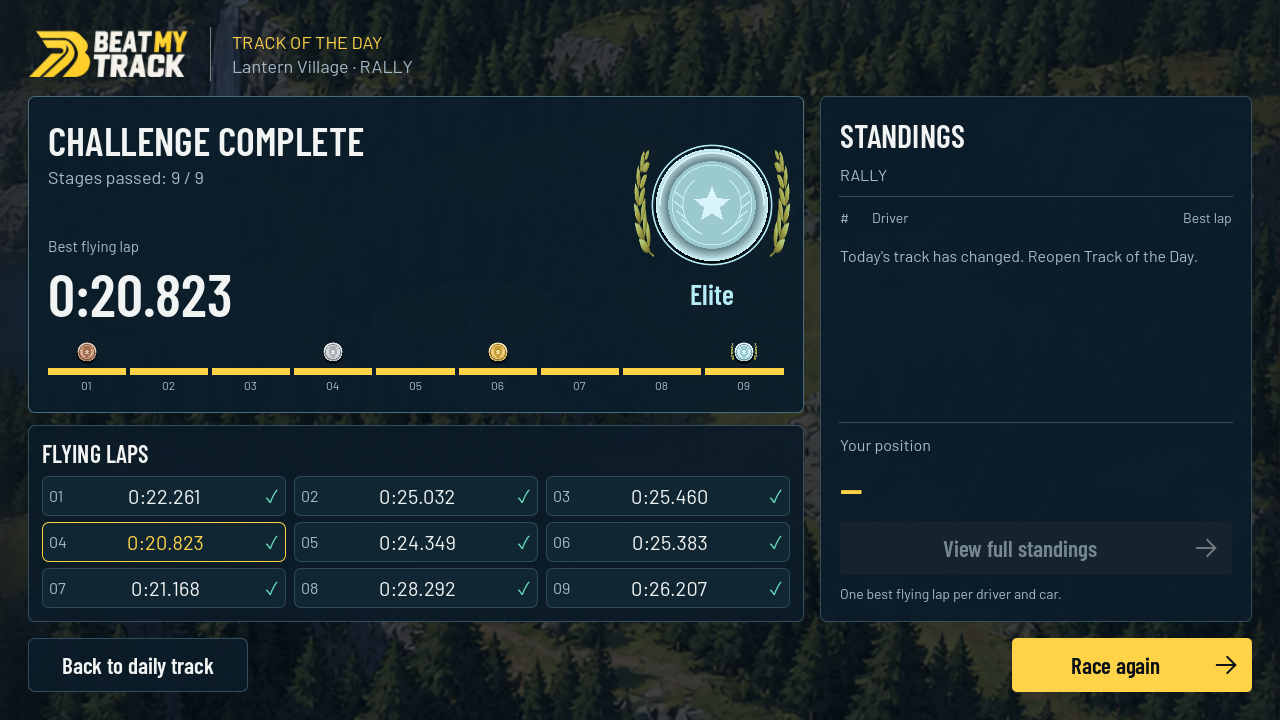 BEAT MY
TRACK
TRACK OF THE DAY
Lantern Village · RALLY
CHALLENGE COMPLETE
Stages passed: 9 / 9
Best flying lap
0:20.823
Elite
01 02 03 04 05 06 07 08 09
FLYING LAPS
01 0:22.261 ✓ 02 0:25.032 ✓ 03 0:25.460 ✓
04 0:20.823 ✓ 05 0:24.349 ✓ 06 0:25.383 ✓
07 0:21.168 ✓ 08 0:28.292 ✓ 09 0:26.207 ✓
STANDINGS
RALLY
# Driver Best lap
Today's track has changed. Reopen Track of the Day.
Your position
–
View full standings →
One best flying lap per driver and car.
Back to daily track
Race again →